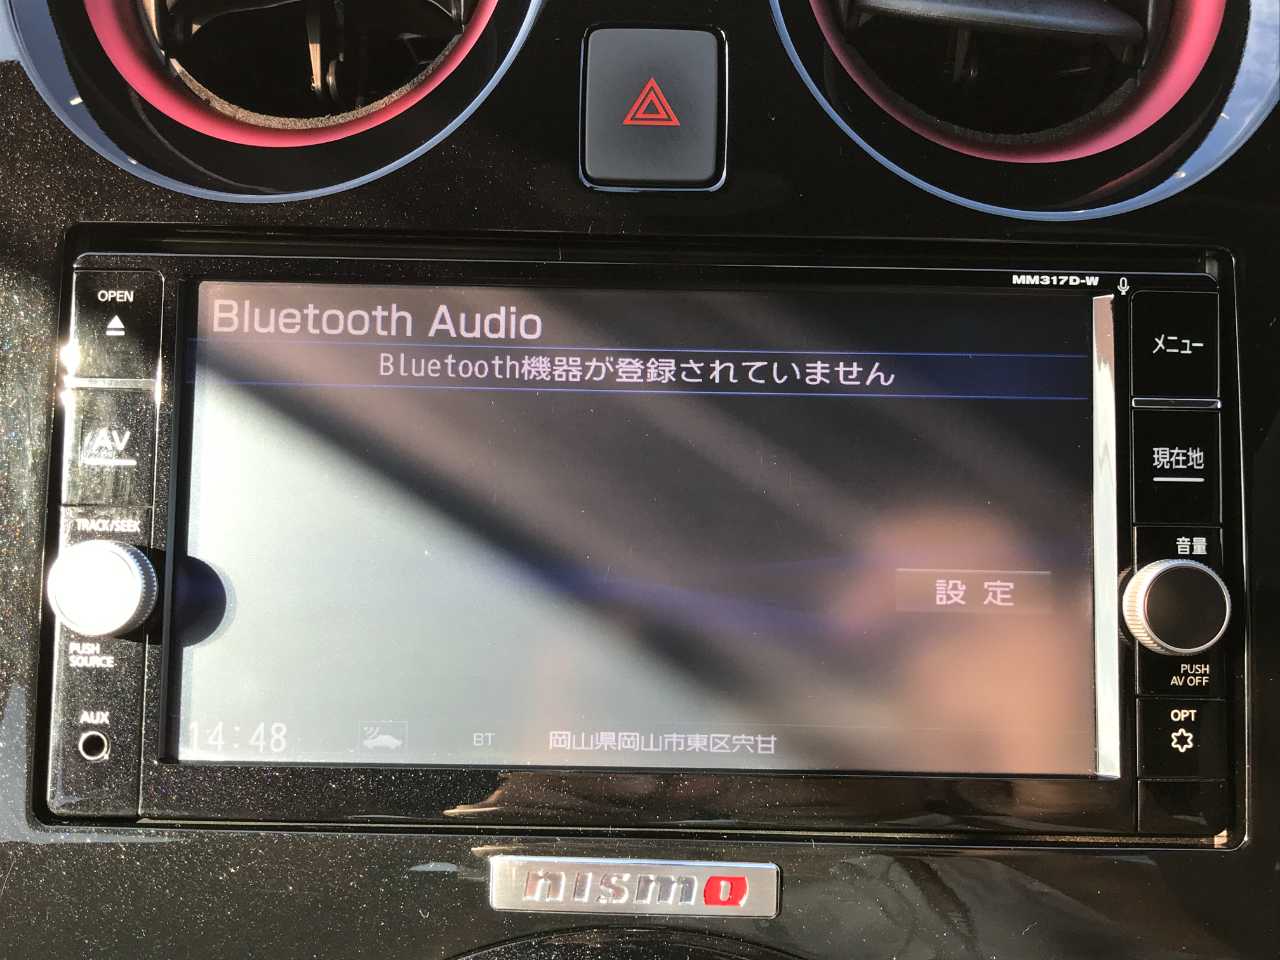 MM317D-W
OPEN
Bluetooth Audio
Bluetooth機器が登録されていません
メニュー
AV
現在地
TRACK/SEEK
音量
設定
PUSH
SOURCE
PUSH
AV OFF
AUX
OPT
14:48
BT
岡山県岡山市東区宍甘
nismo